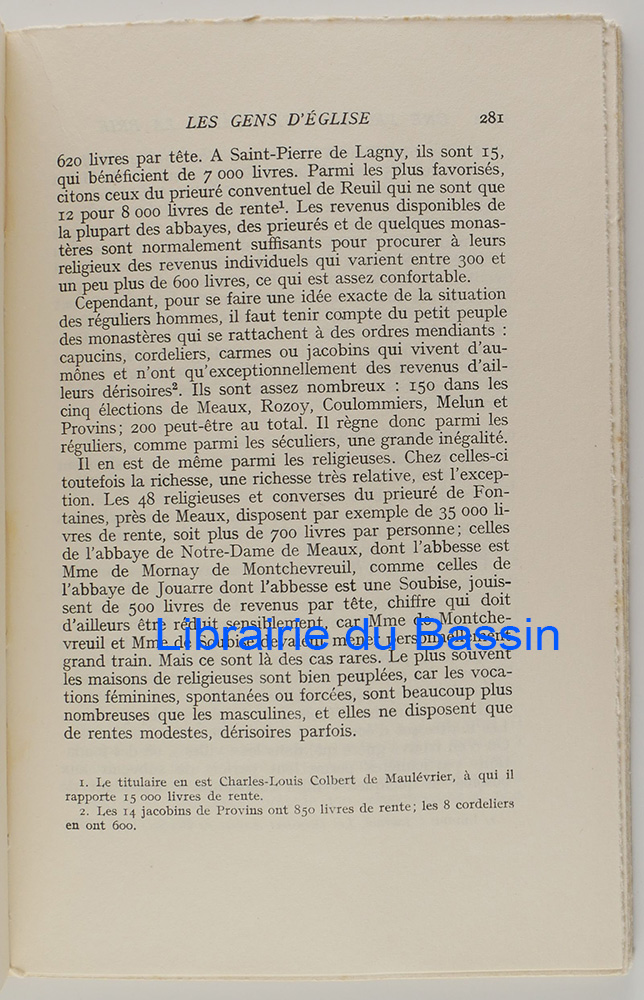 LES GENS D'ÉGLISE 281
620 livres par tête. A Saint-Pierre de Lagny, ils sont 15,
qui bénéficient de 7 000 livres. Parmi les plus favorisés,
citons ceux du prieuré conventuel de Reuil qui ne sont que
12 pour 8 000 livres de rente¹. Les revenus disponibles de
la plupart des abbayes, des prieurés et de quelques monas-
tères sont normalement suffisants pour procurer à leurs
religieux des revenus individuels qui varient entre 300 et
un peu plus de 600 livres, ce qui est assez confortable.
Cependant, pour se faire une idée exacte de la situation
des réguliers hommes, il faut tenir compte du petit peuple
des monastères qui se rattachent à des ordres mendiants :
capucins, cordeliers, carmes ou jacobins qui vivent d'au-
mônes et n'ont qu'exceptionnellement des revenus d'ail-
leurs dérisoires². Ils sont assez nombreux : 150 dans les
cinq élections de Meaux, Rozoy, Coulommiers, Melun et
Provins; 200 peut-être au total. Il règne donc parmi les
réguliers, comme parmi les séculiers, une grande inégalité.
Il en est de même parmi les religieuses. Chez celles-ci
toutefois la richesse, une richesse très relative, est l'excep-
tion. Les 48 religieuses et converses du prieuré de Fon-
taines, près de Meaux, disposent par exemple de 35 000 li-
vres de rente, soit plus de 700 livres par personne; celles
de l'abbaye de Notre-Dame de Meaux, dont l'abbesse est
Mme de Mornay de Montchevreuil, comme celles de
l'abbaye de Jouarre dont l'abbesse est une Soubise, jouis-
sent de 500 livres de revenus par tête, chiffre qui doit
d'ailleurs être réduit sensiblement, car Mme de Montche-
vreuil et Mme de Soubise devaient mener personnellement
Librairie du Bassin
grand train. Mais ce sont là des cas rares. Le plus souvent
les maisons de religieuses sont bien peuplées, car les voca-
tions féminines, spontanées ou forcées, sont beaucoup plus
nombreuses que les masculines, et elles ne disposent que
de rentes modestes, dérisoires parfois.
1. Le titulaire en est Charles-Louis Colbert de Maulévrier, à qui il
rapporte 15 000 livres de rente.
2. Les 14 jacobins de Provins ont 850 livres de rente; les 8 cordeliers
en ont 600.